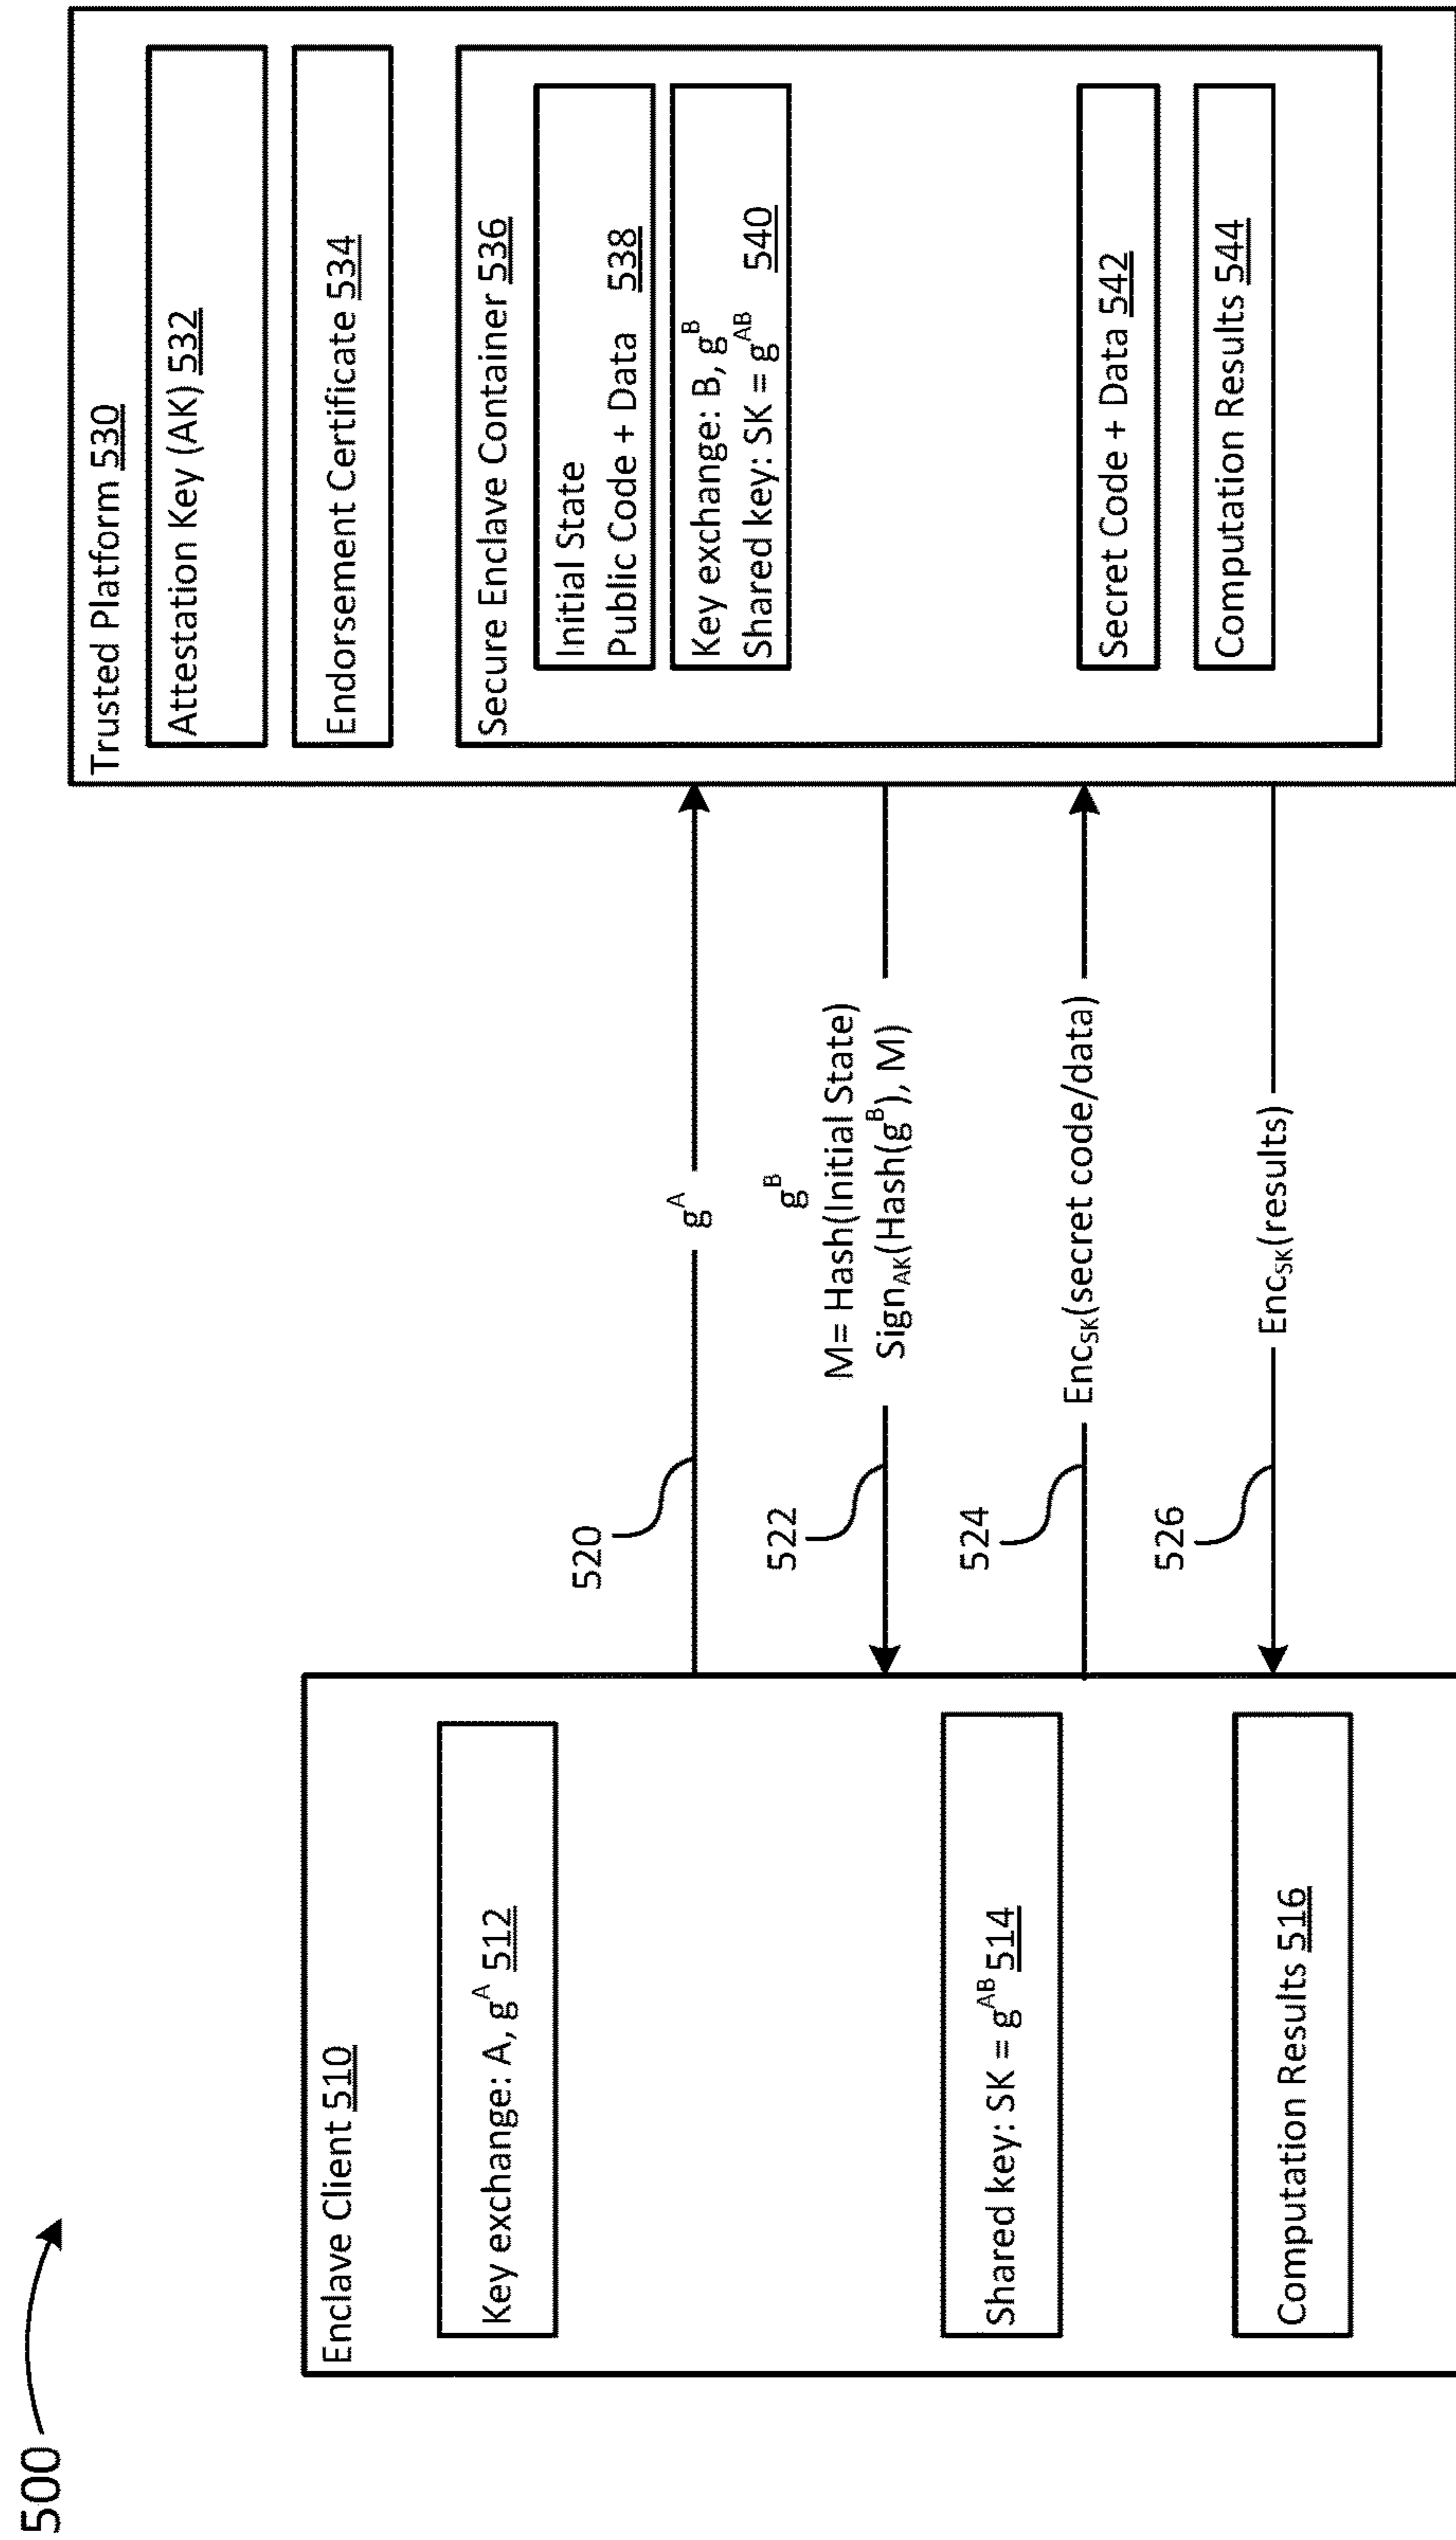 500
Enclave Client 510
Key exchange: A, g^A 512
Shared key: SK = g^AB 514
Computation Results 516
520
g^A
522
g^B
M= Hash(Initial State)
Sign_AK(Hash(g^B), M)
524
Enc_SK(secret code/data)
526
Enc_SK(results)
Trusted Platform 530
Attestation Key (AK) 532
Endorsement Certificate 534
Secure Enclave Container 536
Initial State
Public Code + Data 538
Key exchange: B, g^B
Shared key: SK = g^AB 540
Secret Code + Data 542
Computation Results 544